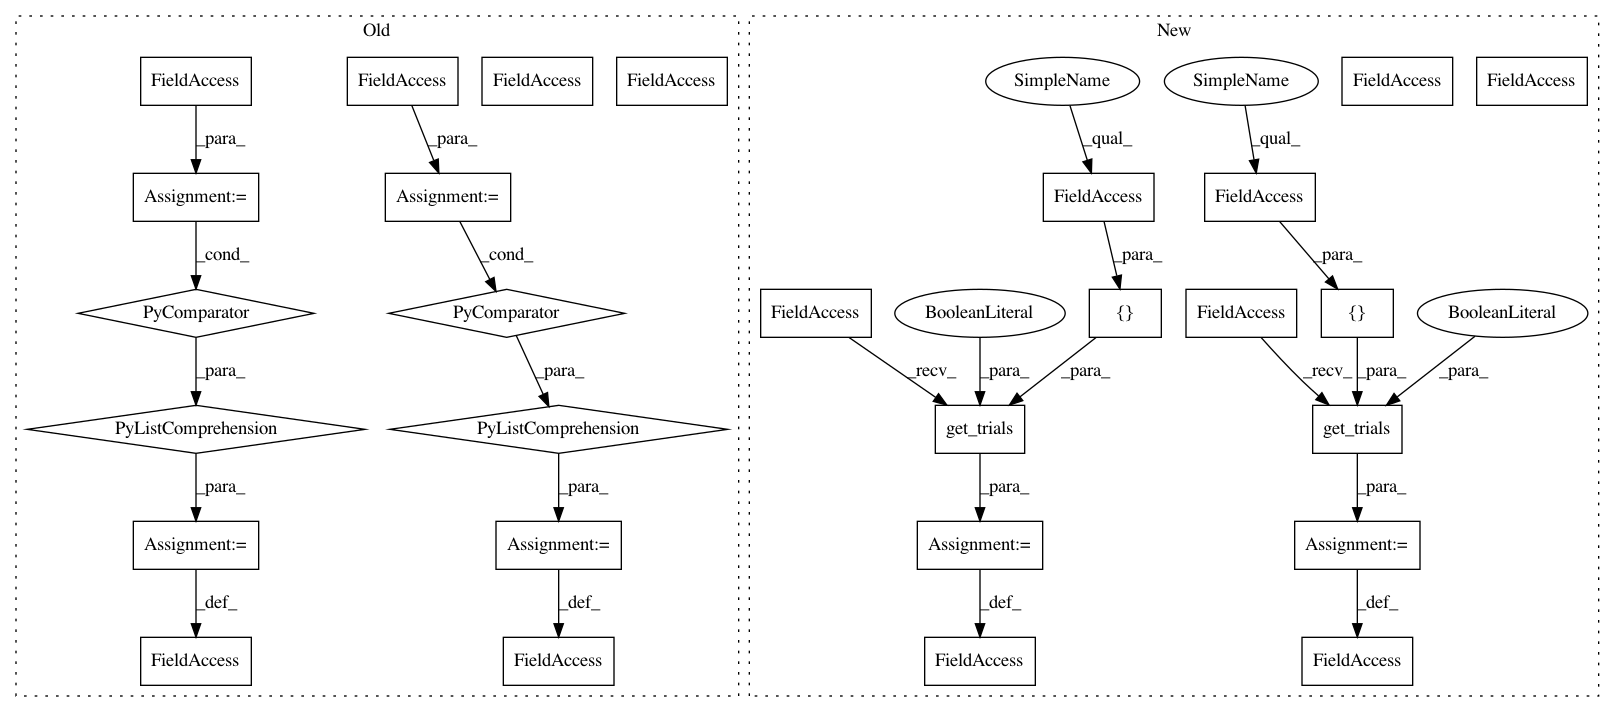 Old
New
FieldAccess
FieldAccess
FieldAccess
FieldAccess
SimpleName
SimpleName
FieldAccess
FieldAccess
_para_
_para_
_qual_
_qual_
Assignment:=
Assignment:=
FieldAccess
FieldAccess
_cond_
_cond_
_para_
_para_
PyComparator
PyComparator
FieldAccess
BooleanLiteral
{}
FieldAccess
{}
BooleanLiteral
_para_
_para_
_recv_
_para_
_para_
_recv_
_para_
_para_
PyListComprehension
PyListComprehension
get_trials
get_trials
_para_
_para_
_para_
_para_
Assignment:=
Assignment:=
Assignment:=
Assignment:=
_def_
_def_
_def_
_def_
FieldAccess
FieldAccess
FieldAccess
FieldAccess